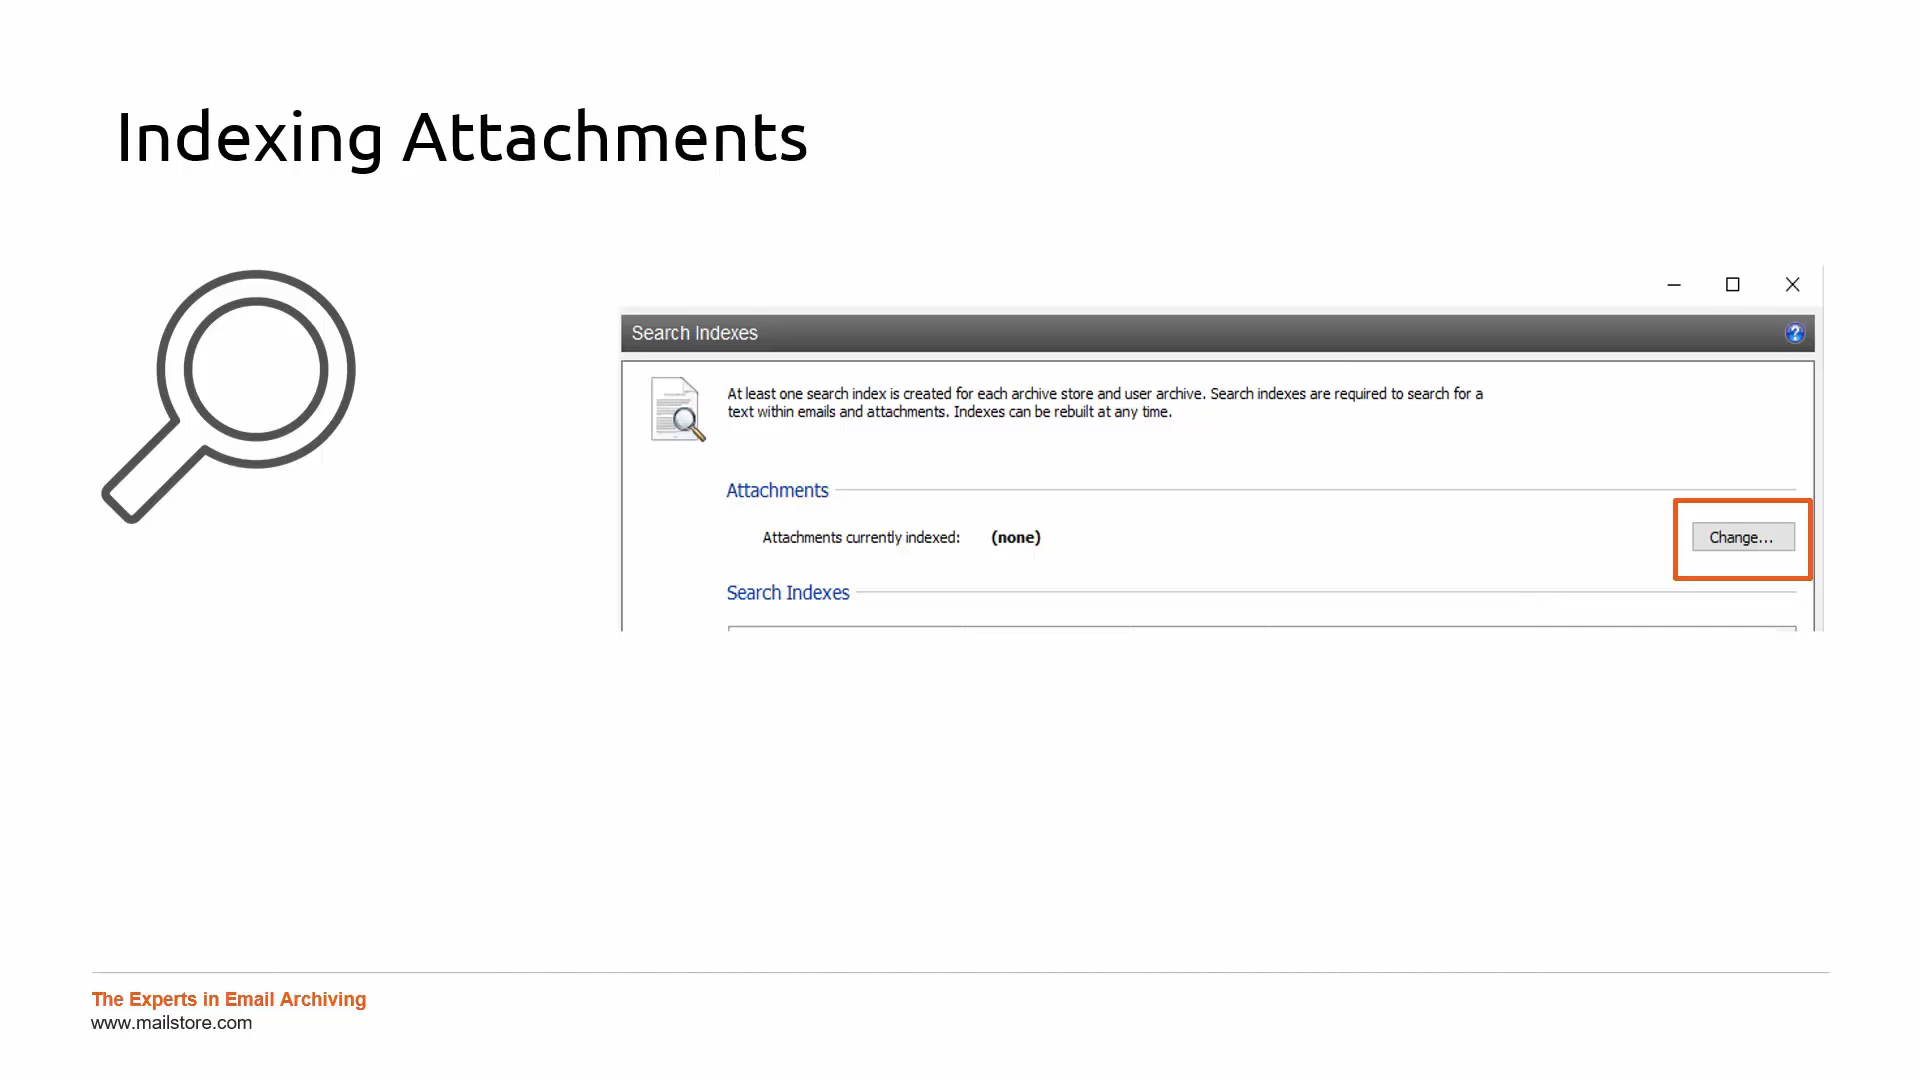 Indexing Attachments
Search Indexes
At least one search index is created for each archive store and user archive. Search indexes are required to search for a
text within emails and attachments. Indexes can be rebuilt at any time.
Attachments
Attachments currently indexed: (none) Change...
Search Indexes
The Experts in Email Archiving
www.mailstore.com